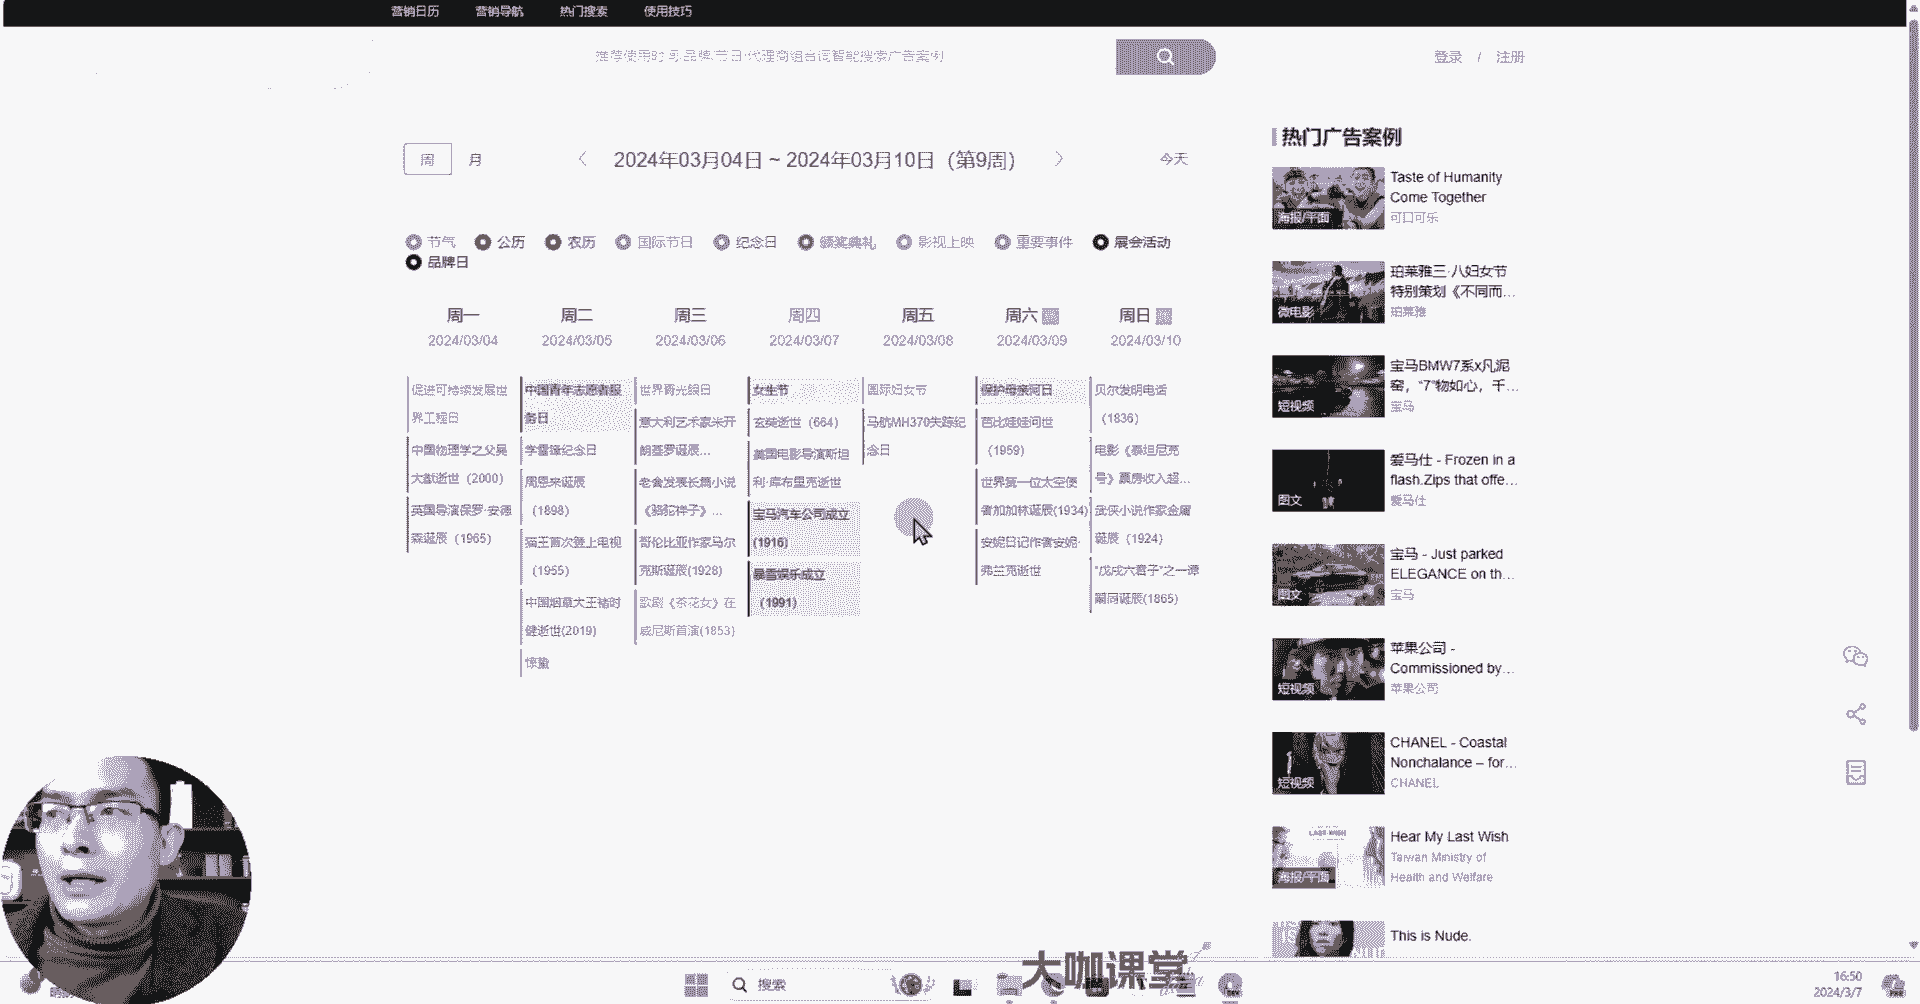 营销日历 营销导航 热门搜索 使用技巧
登录 / 注册
周 月 2024年03月04日 ~ 2024年03月10日（第9周） 今天
节气 公历 农历 国际节日 纪念日 颁奖典礼 影视上映 重要事件 展会活动
品牌日
周一 周二 周三 周四 周五 周六 周日
2024/03/04 2024/03/05 2024/03/06 2024/03/07 2024/03/08 2024/03/09 2024/03/10
促进可持续发展世
界工程日
中国物理学之父吴
大猷逝世（2000）
英国导演保罗·安德
森诞辰（1965）
中国青年志愿者服
务日
学雷锋纪念日
周恩来诞辰
（1898）
猫王首次登上电视
（1955）
中国烟草大王褚时
健逝世(2019)
惊蛰
世界青光眼日
意大利艺术家米开
朗基罗诞辰...
老舍发表长篇小说
《骆驼祥子》...
哥伦比亚作家马尔
克斯诞辰(1928)
歌剧《茶花女》在
威尼斯首演(1853)
女生节
玄奘逝世（664）
美国电影导演斯坦
利·库布里克逝世
宝马汽车公司成立
(1916)
暴雪娱乐成立
（1991）
国际妇女节
马航MH370失踪纪
念日
保护母亲河日
芭比娃娃问世
（1959）
世界第一位太空使
者加加林诞辰(1934)
安妮日记作者安妮·
弗兰克逝世
贝尔发明电话
（1836）
电影《泰坦尼克
号》票房收入超...
武侠小说作家金庸
诞辰（1924）
“戊戌六君子”之一谭
嗣同诞辰(1865)
热门广告案例
Taste of Humanity
Come Together
可口可乐
海报/平面
珀莱雅三·八妇女节
特别策划《不同而...
珀莱雅
微电影
宝马BMW7系x凡泥
窑，“7”物如心，千...
宝马
短视频
爱马仕 - Frozen in a
flash.Zips that offe...
爱马仕
图文
宝马 - Just parked
ELEGANCE on th...
宝马
图文
苹果公司 -
Commissioned by...
苹果公司
短视频
CHANEL - Coastal
Nonchalance – for...
CHANEL
短视频
Hear My Last Wish
Taiwan Ministry of
Health and Welfare
海报/平面
This is Nude.
大咖课堂
搜索
16:50
2024/3/7